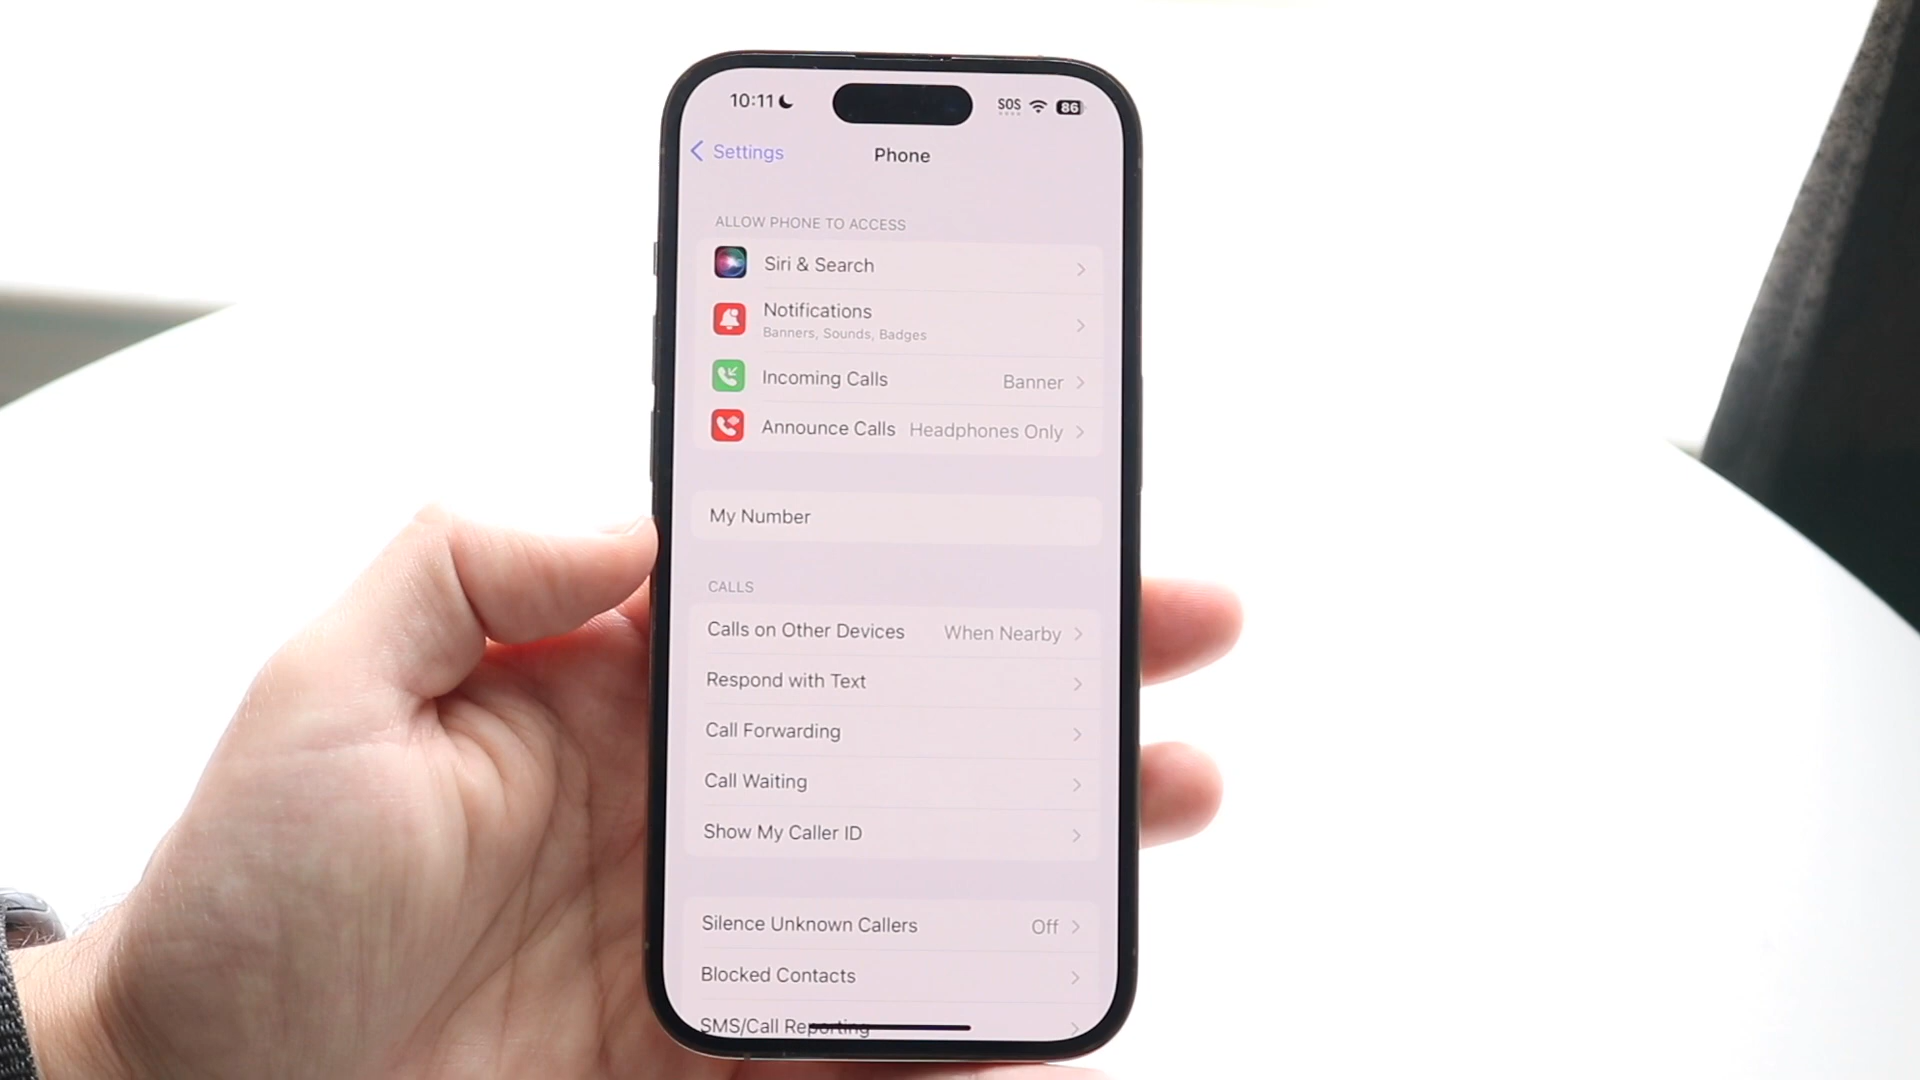 10:11
SOS
86
Settings
Phone
ALLOW PHONE TO ACCESS
Siri & Search
Notifications
Banners, Sounds, Badges
Incoming Calls Banner
Announce Calls Headphones Only
My Number
CALLS
Calls on Other Devices When Nearby
Respond with Text
Call Forwarding
Call Waiting
Show My Caller ID
Silence Unknown Callers Off
Blocked Contacts
SMS/Call Reporting